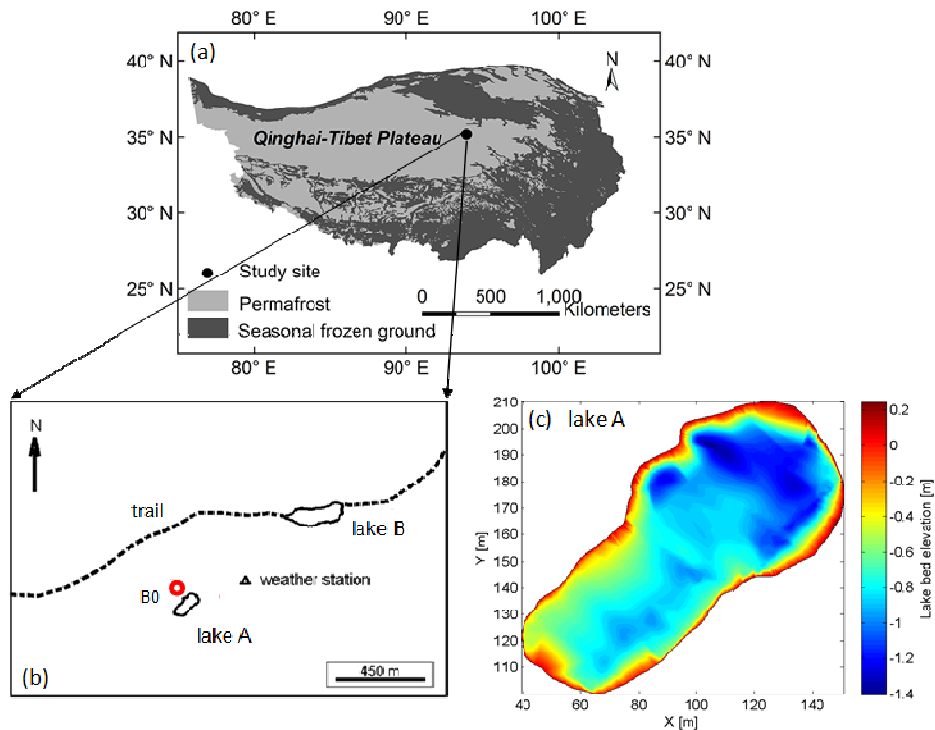 80° E 90° E 100° E
(a)
N
40° N 40° N
Qinghai-Tibet Plateau
35° N 35° N
30° N 30° N
25° N 25° N
Study site
Permafrost
Seasonal frozen ground
0 500 1,000
Kilometers
80° E 90° E 100° E
N
trail
lake B
weather station
B0
lake A
450 m
(b)
(c) lake A
210
200
190
180
170
160
150
140
130
120
110
Y [m]
40 60 80 100 120 140
X [m]
0.2
0
-0.2
-0.4
-0.6
-0.8
-1
-1.2
-1.4
Lake bed elevation [m]